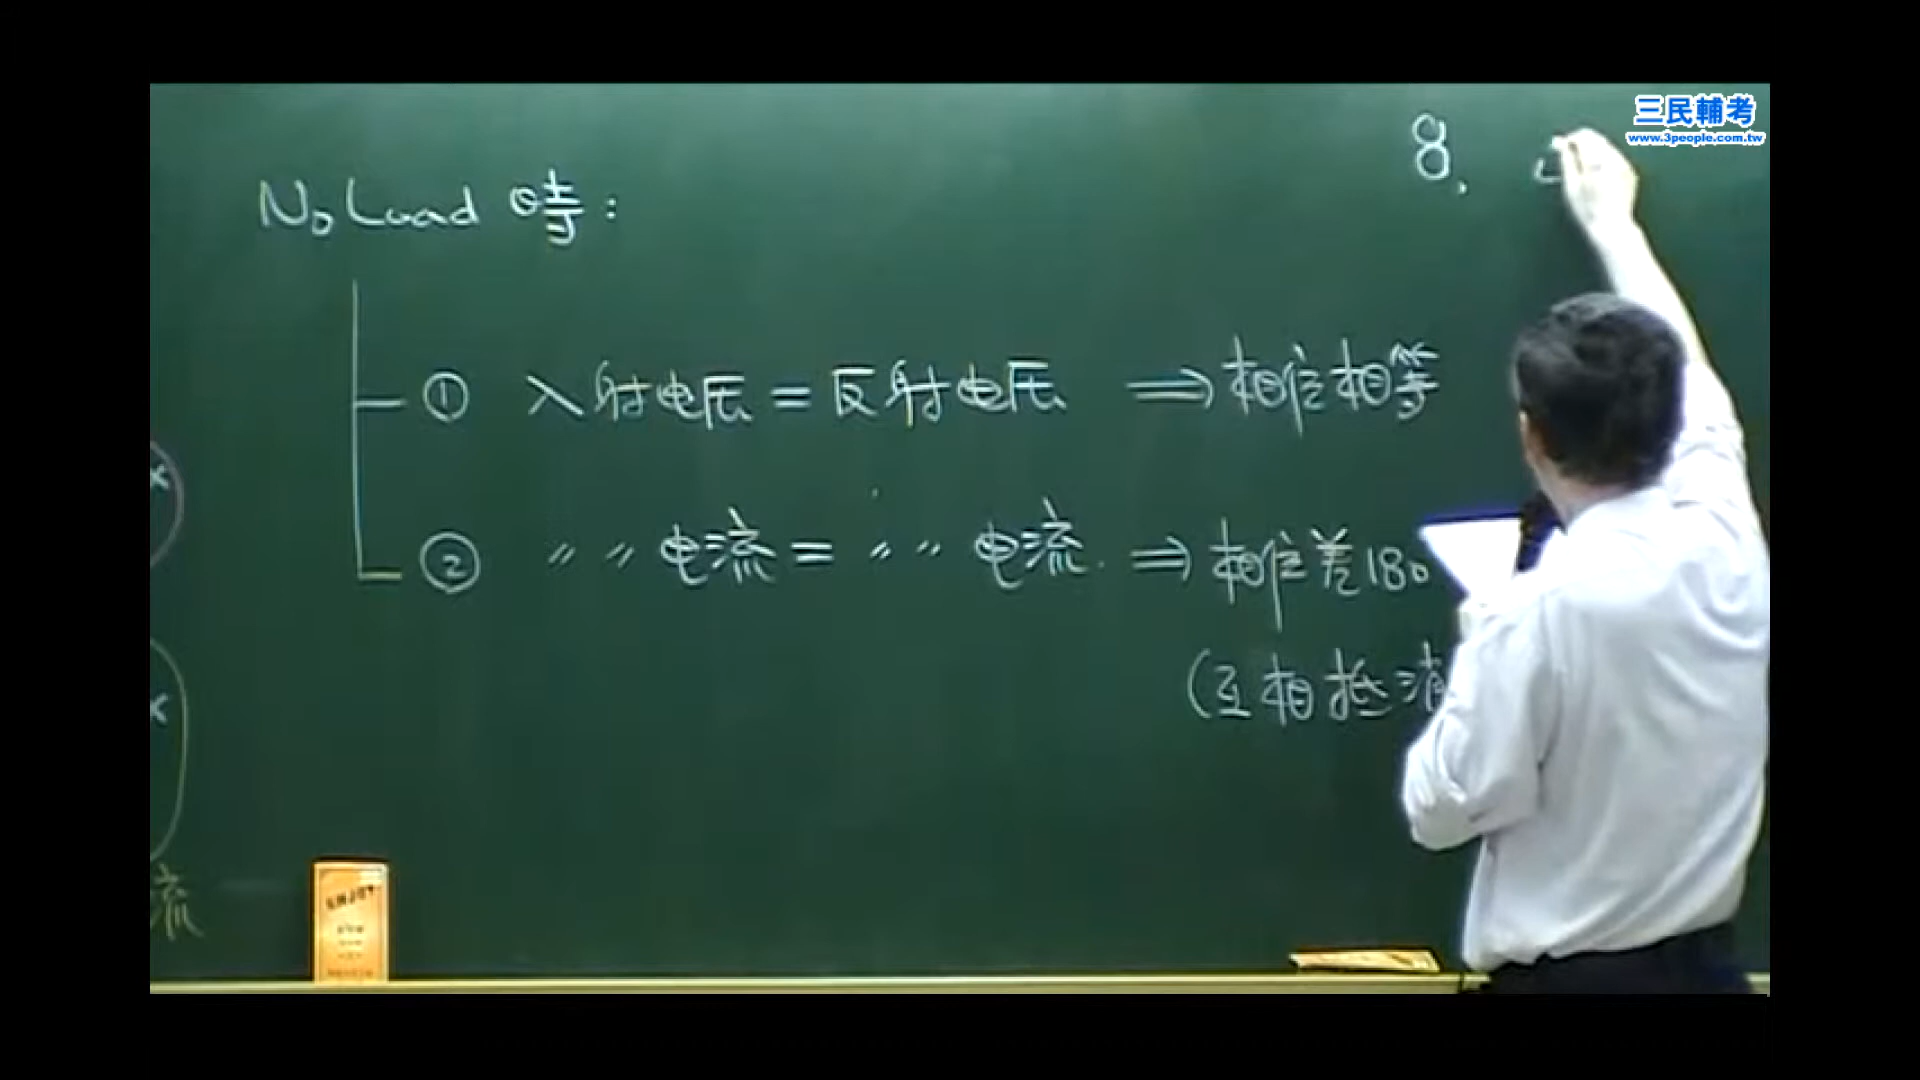 三民輔考
www.3people.com.tw
8.
No Load 時:
① 入射电压 = 反射电压 ⇒ 相位相等
② 〃 〃 电流 = 〃 〃 电流 ⇒ 相位差180
(互相抵消
流